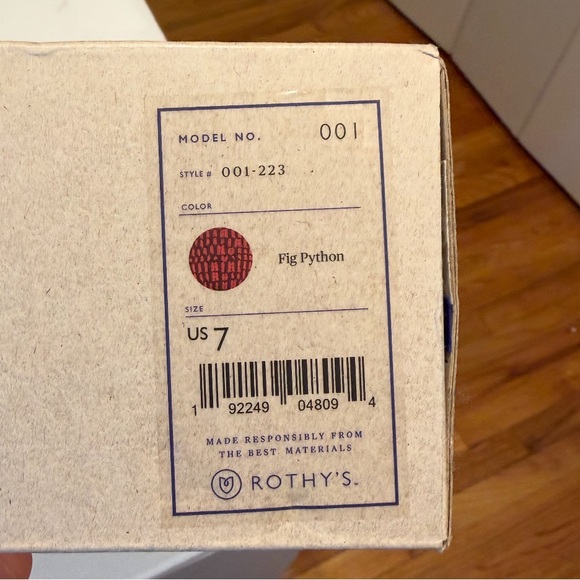 MODEL NO. 001
STYLE # 001-223
COLOR
Fig Python
SIZE
US 7
1 92249 04809 4
MADE RESPONSIBLY FROM
THE BEST MATERIALS
ROTHY'S™